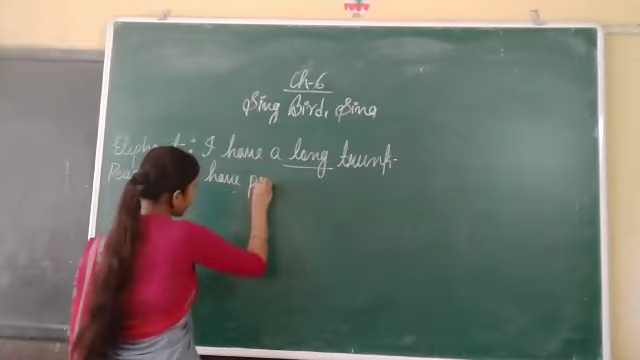 Ch-6
Sing Bird, Sing
Elephant: I have a long trunk.
have